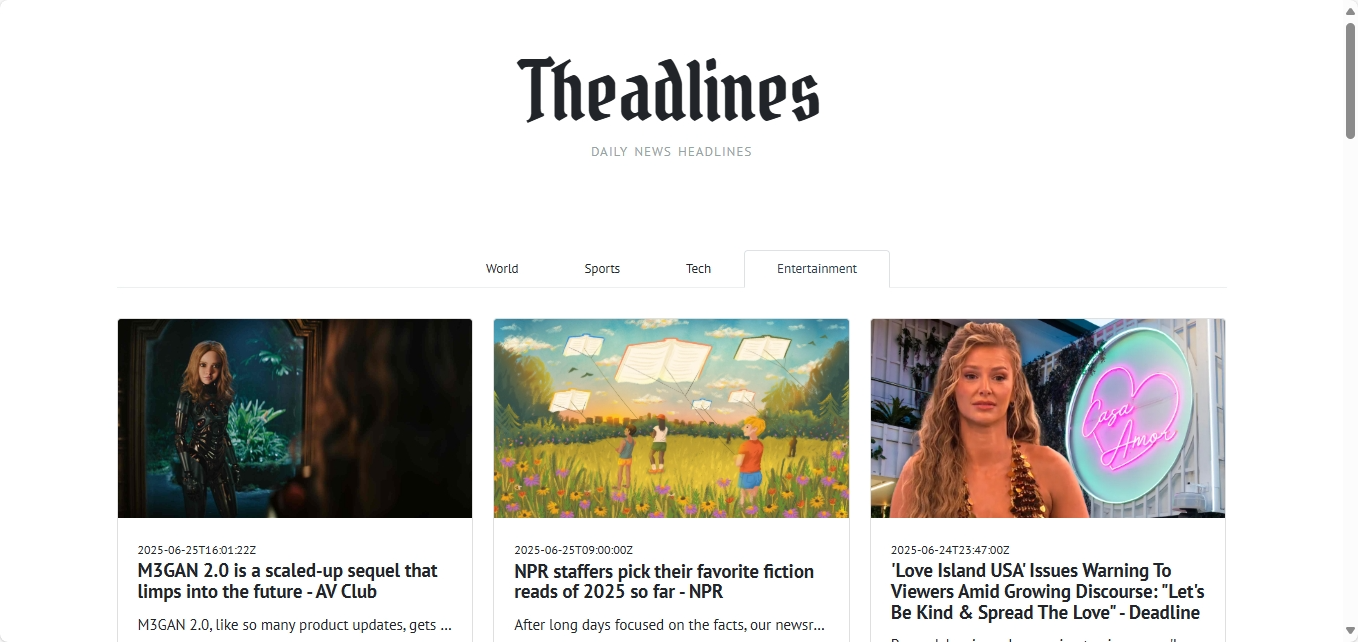 Theadlines
DAILY NEWS HEADLINES
World
Sports
Tech
Entertainment
Casa
Amor
2025-06-25T16:01:22Z
M3GAN 2.0 is a scaled-up sequel that
limps into the future - AV Club
M3GAN 2.0, like so many product updates, gets ...
2025-06-25T09:00:00Z
NPR staffers pick their favorite fiction
reads of 2025 so far - NPR
After long days focused on the facts, our newsr...
2025-06-24T23:47:00Z
'Love Island USA' Issues Warning To
Viewers Amid Growing Discourse: "Let's
Be Kind & Spread The Love" - Deadline